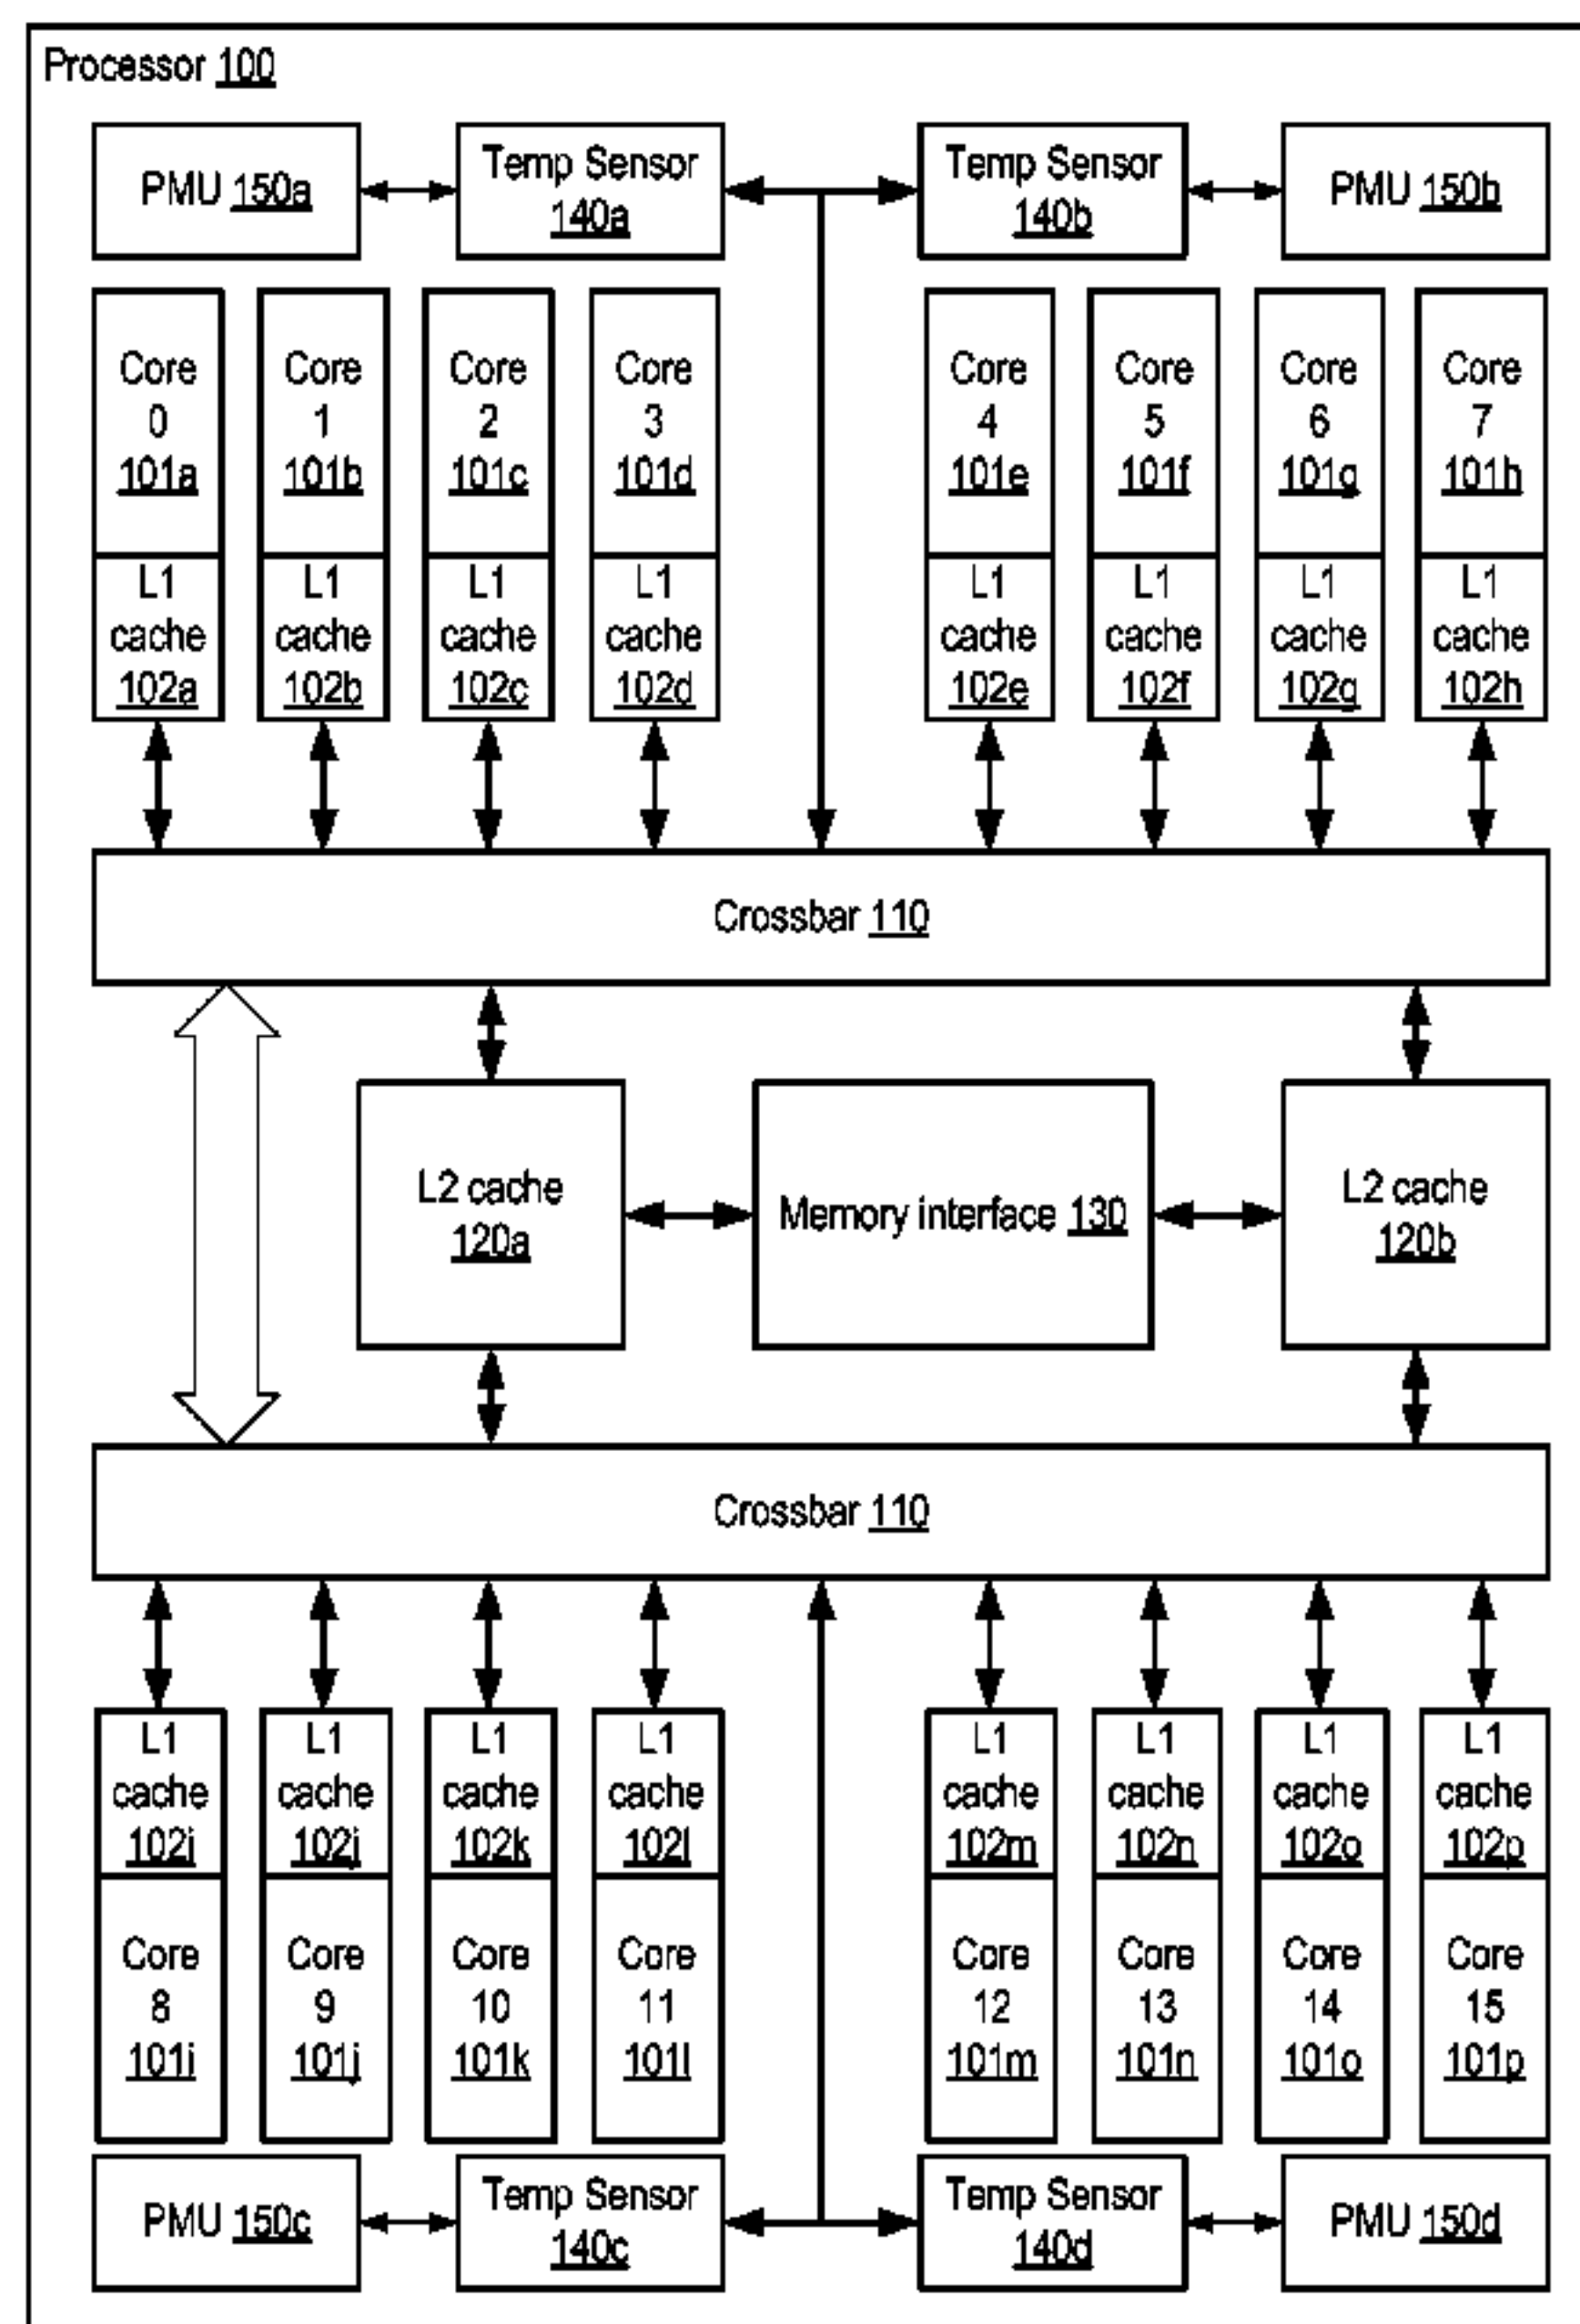 Processor 100
PMU 150a
Temp Sensor
140a
Temp Sensor
140b
PMU 150b
Core
0
101a
L1
cache
102a
Core
1
101b
L1
cache
102b
Core
2
101c
L1
cache
102c
Core
3
101d
L1
cache
102d
Core
4
101e
L1
cache
102e
Core
5
101f
L1
cache
102f
Core
6
101g
L1
cache
102g
Core
7
101h
L1
cache
102h
Crossbar 110
L2 cache
120a
Memory interface 130
L2 cache
120b
Crossbar 110
L1
cache
102i
Core
8
101i
L1
cache
102j
Core
9
101j
L1
cache
102k
Core
10
101k
L1
cache
102l
Core
11
101l
L1
cache
102m
Core
12
101m
L1
cache
102n
Core
13
101n
L1
cache
102o
Core
14
101o
L1
cache
102p
Core
15
101p
PMU 150c
Temp Sensor
140c
Temp Sensor
140d
PMU 150d